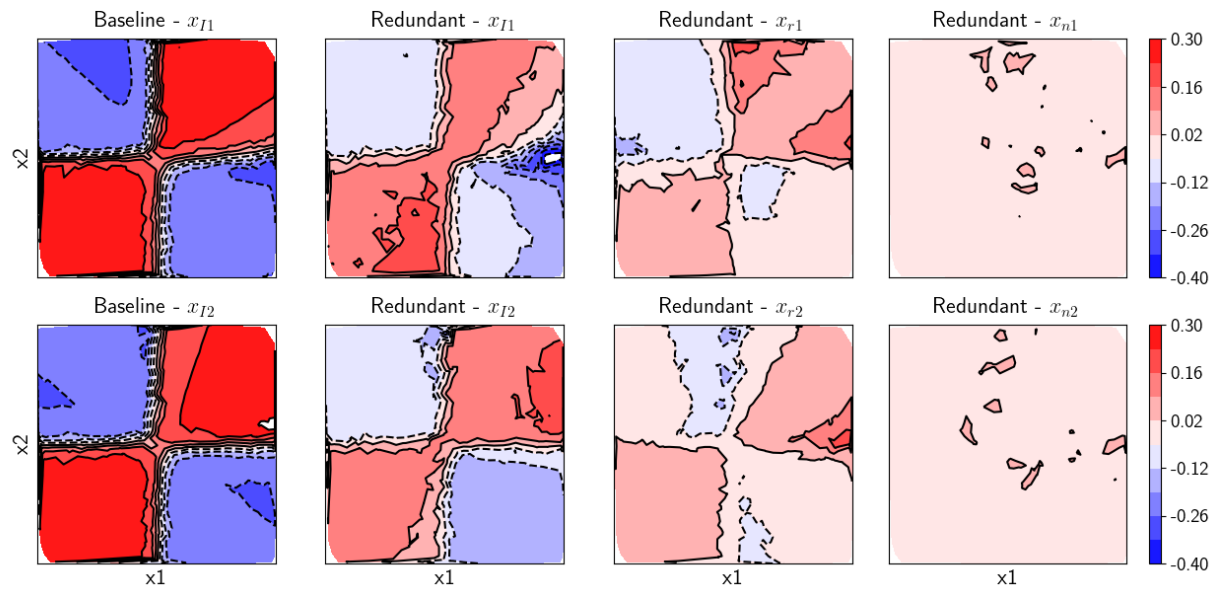 Baseline - $x_{I1}$
Redundant - $x_{I1}$
Redundant - $x_{r1}$
Redundant - $x_{n1}$
x2
0.30
0.16
0.02
-0.12
-0.26
-0.40
Baseline - $x_{I2}$
Redundant - $x_{I2}$
Redundant - $x_{r2}$
Redundant - $x_{n2}$
x2
0.30
0.16
0.02
-0.12
-0.26
-0.40
x1
x1
x1
x1